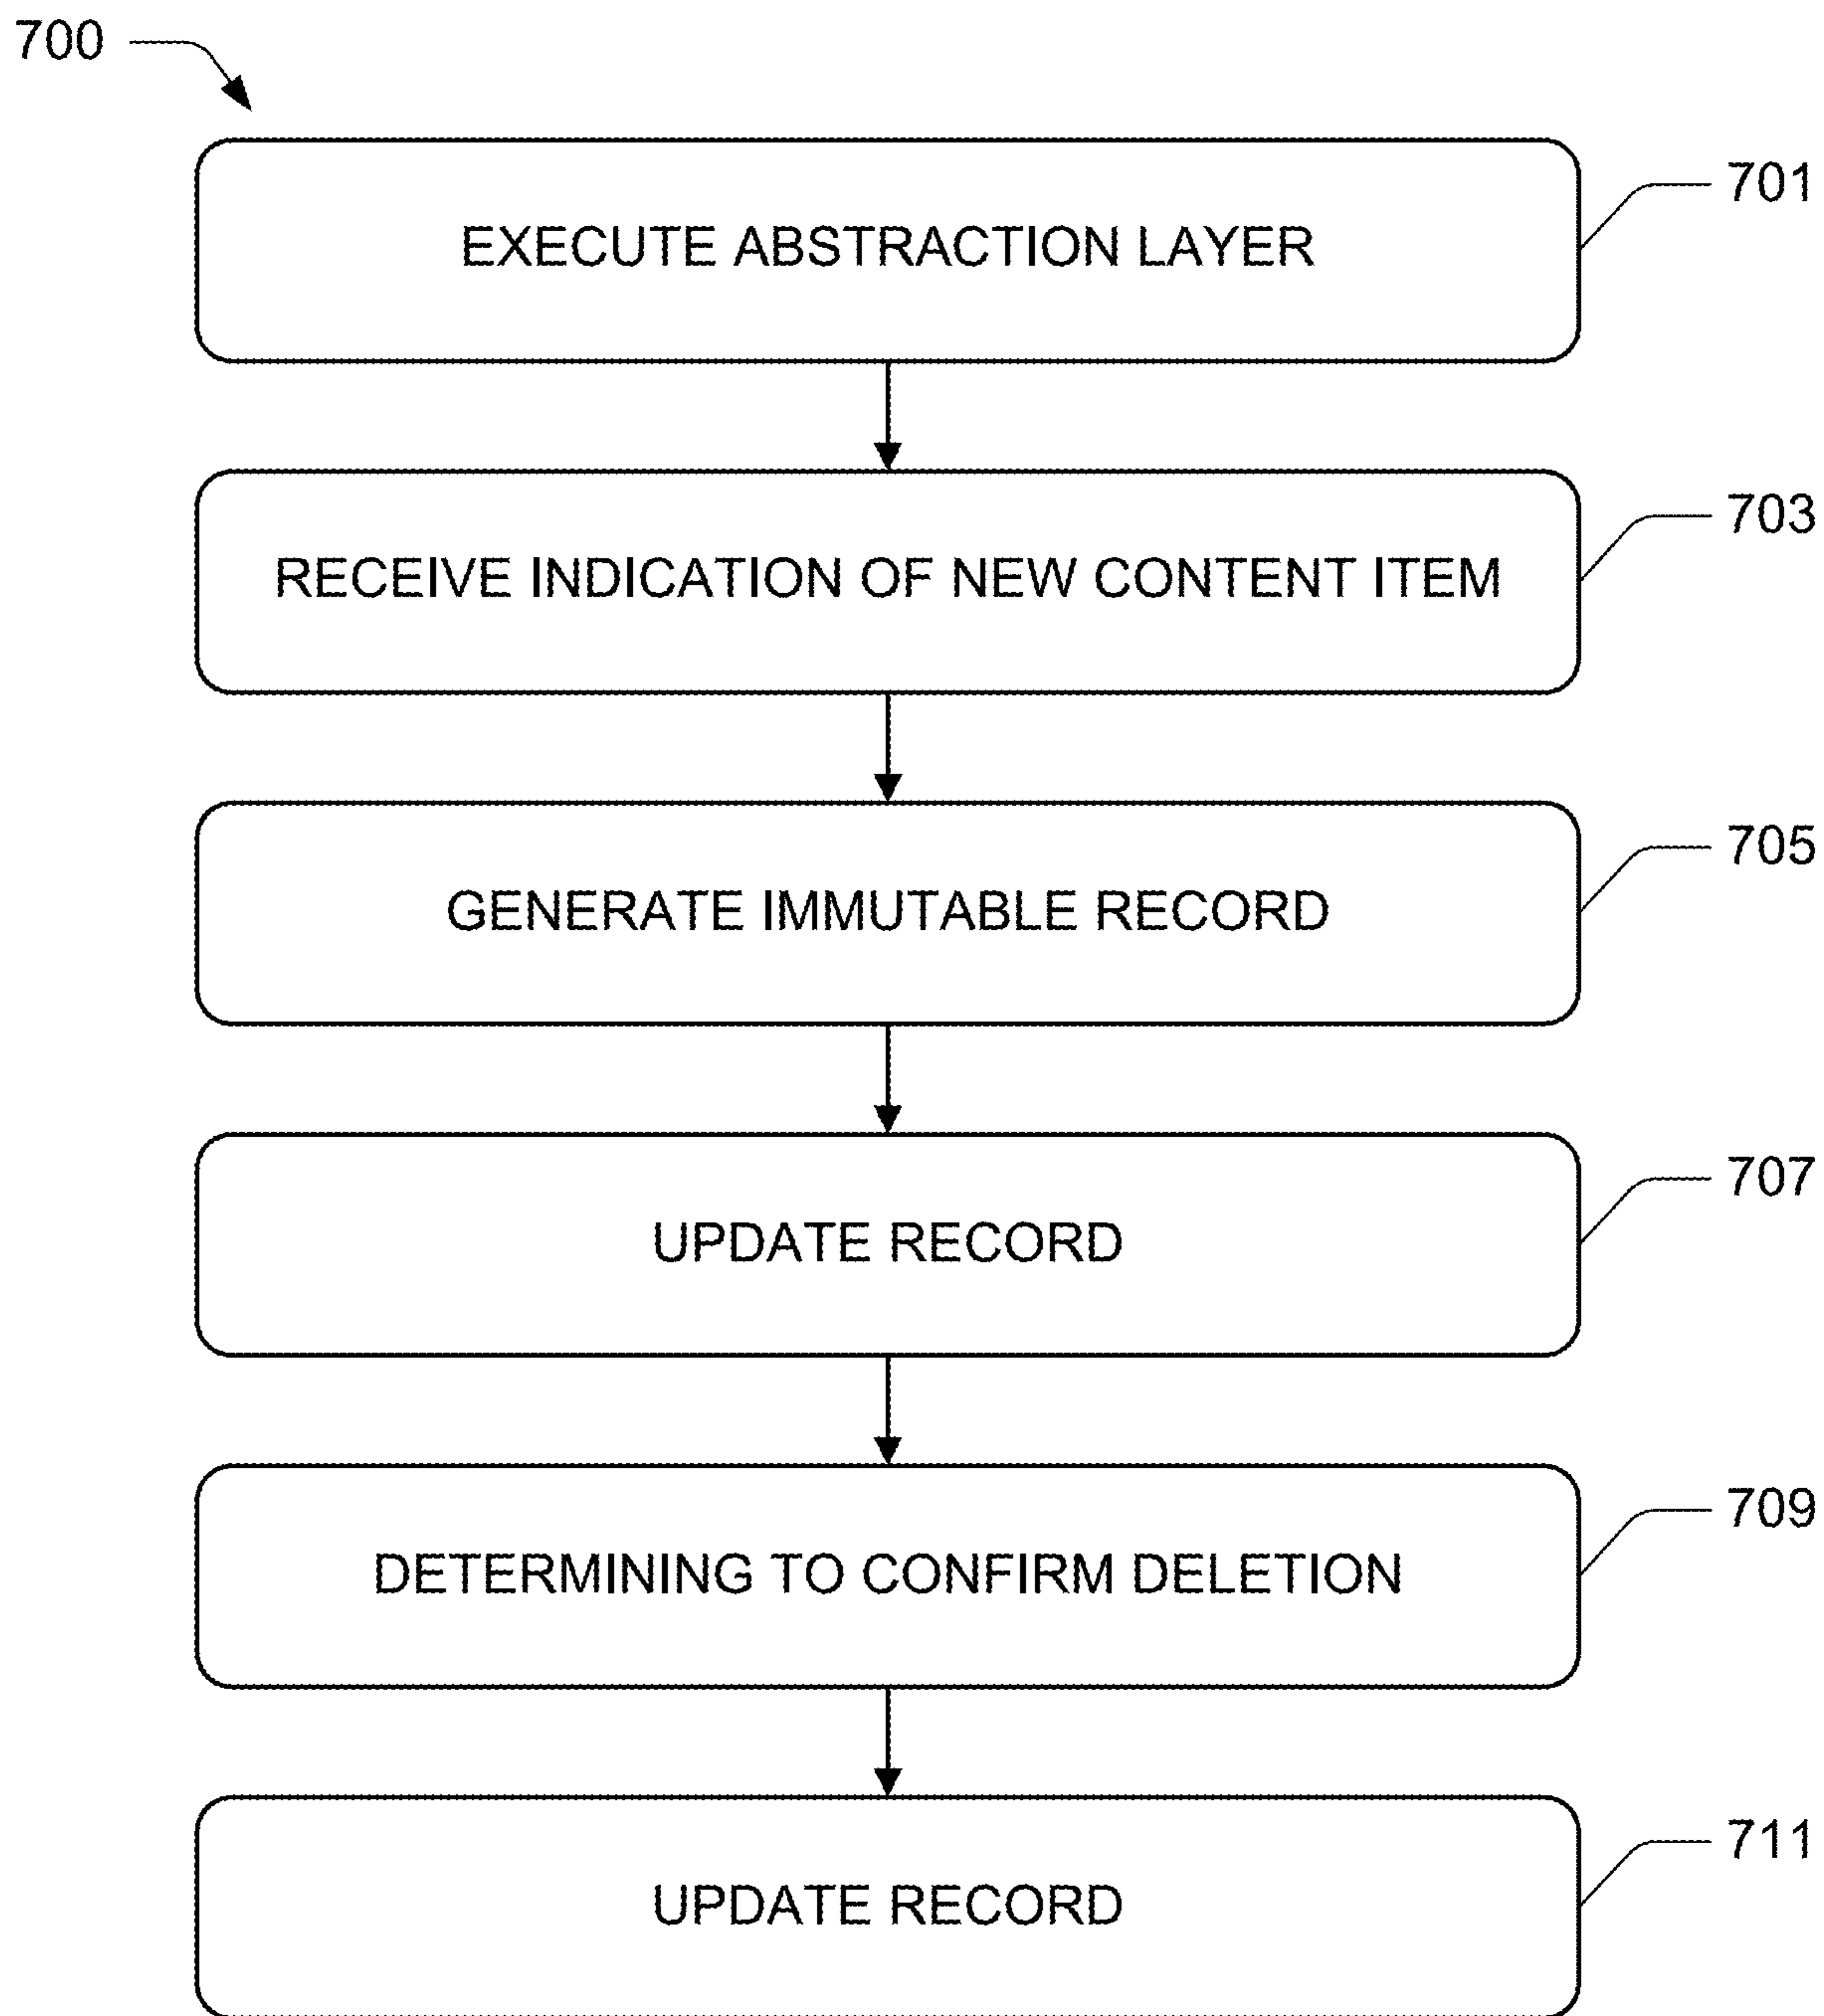 700
EXECUTE ABSTRACTION LAYER
701
RECEIVE INDICATION OF NEW CONTENT ITEM
703
GENERATE IMMUTABLE RECORD
705
UPDATE RECORD
707
DETERMINING TO CONFIRM DELETION
709
UPDATE RECORD
711